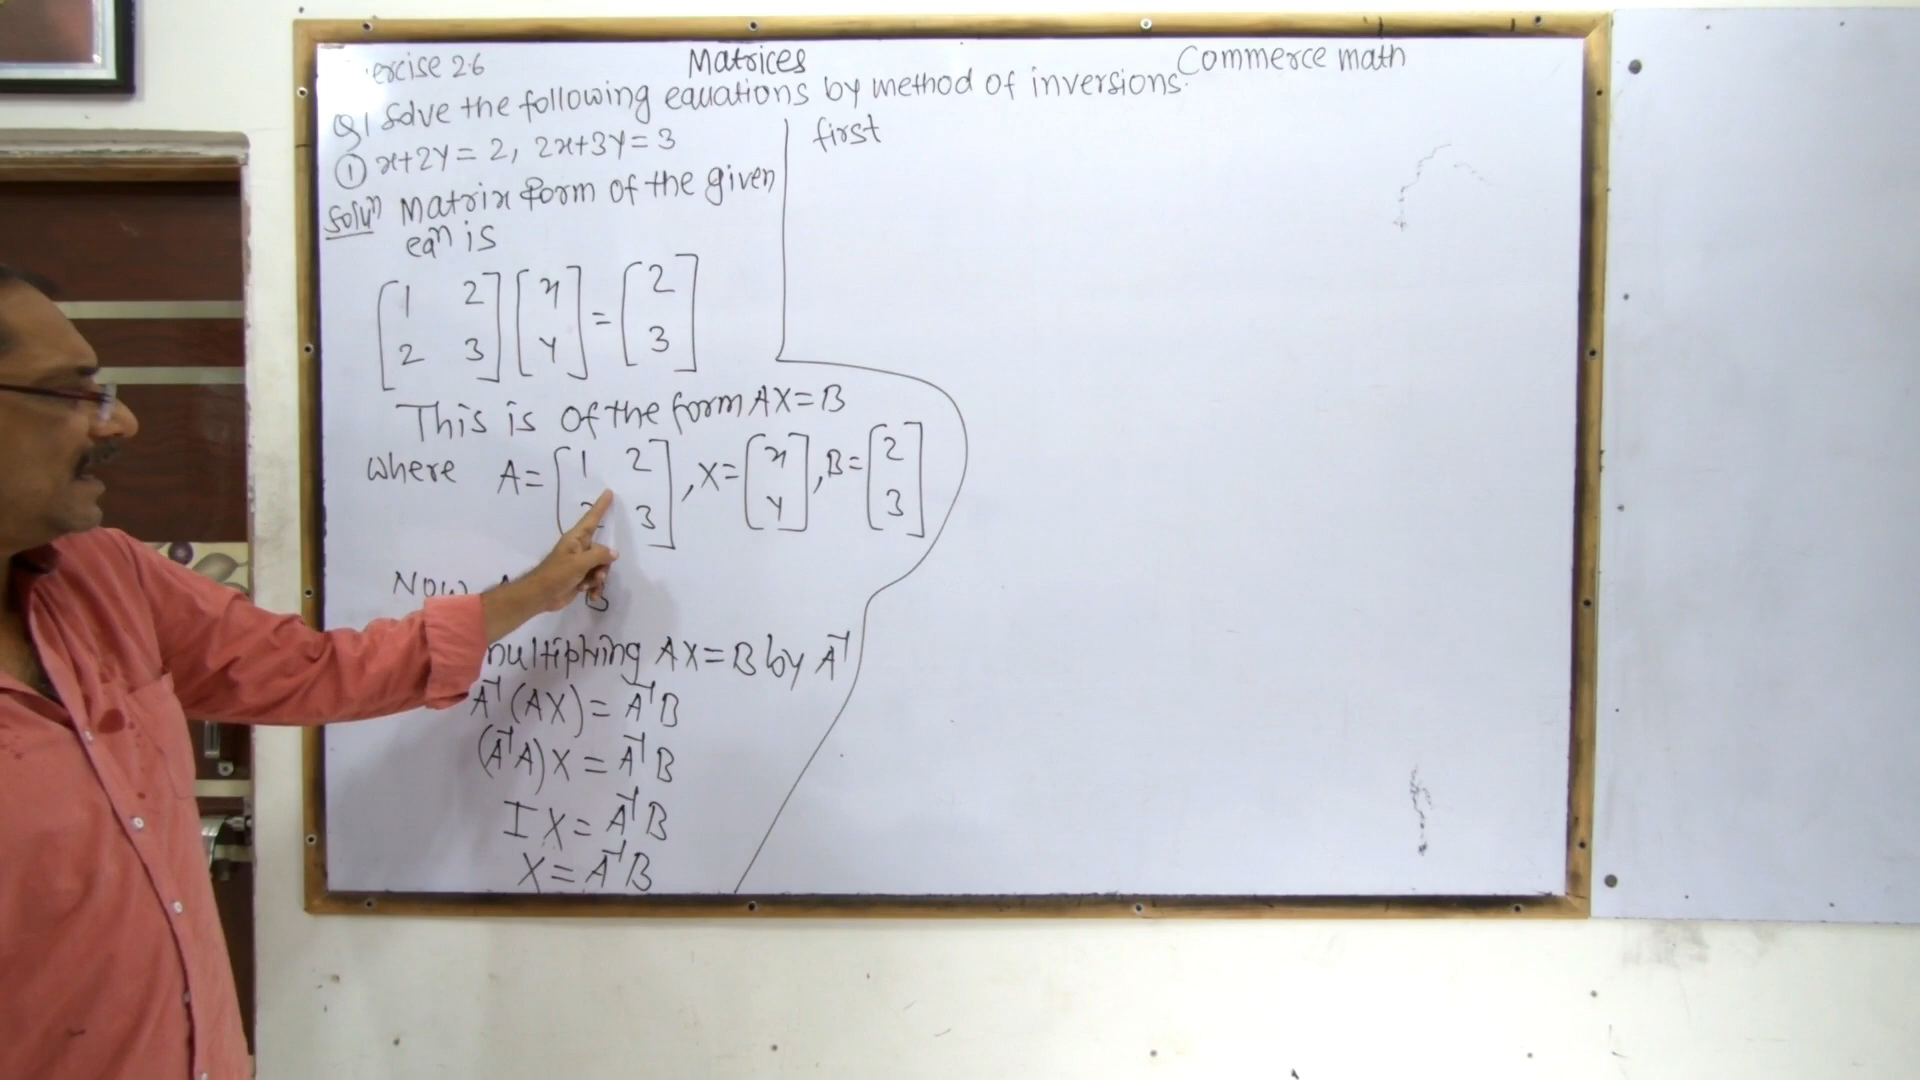 ercise 2.6
Matrices
Commerce math
Q1 Solve the following equations by method of inversions.
① x+2y = 2, 2x+3y = 3
Solun Matrix form of the given
eqn is
[1 2 [x = [2
2 3] y] 3]
This is of the form AX=B
where A = [1 2, X = [x, B = [2
2 3] y] 3]
Now B
multiplying AX=B by A⁻¹
A⁻¹(AX) = A⁻¹B
(A⁻¹A)X = A⁻¹B
IX = A⁻¹B
X = A⁻¹B
first